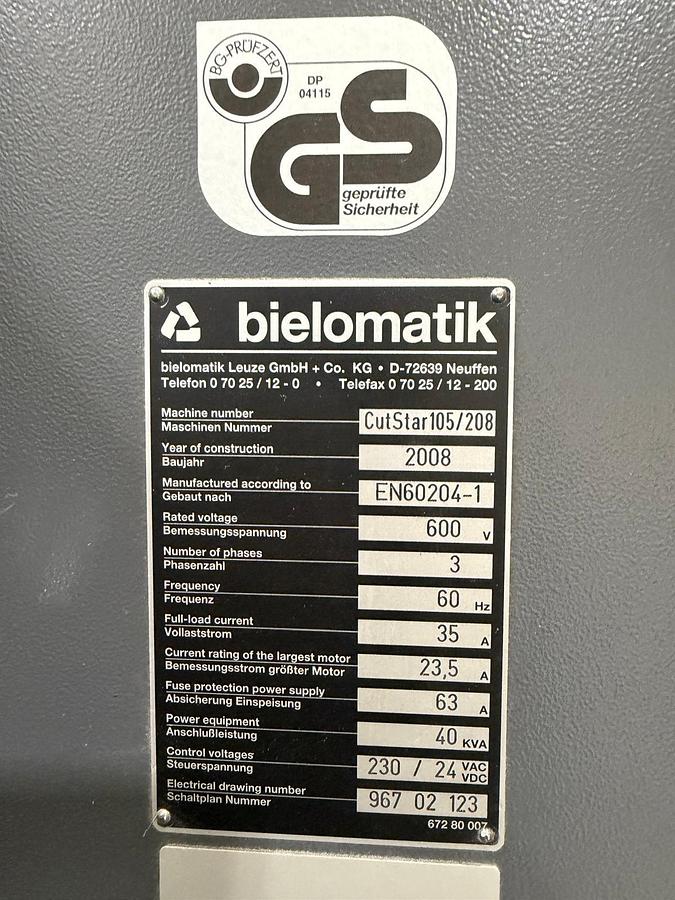 BG-PRÜFZERT
DP
04115
GS
geprüfte
Sicherheit
bielomatik
bielomatik Leuze GmbH + Co. KG • D-72639 Neuffen
Telefon 0 70 25 / 12 - 0 • Telefax 0 70 25 / 12 - 200
Machine number
Maschinen Nummer
CutStar105/208
Year of construction
Baujahr
2008
Manufactured according to
Gebaut nach
EN60204-1
Rated voltage
Bemessungsspannung
600 V
Number of phases
Phasenzahl
3
Frequency
Frequenz
60 Hz
Full-load current
Vollaststrom
35 A
Current rating of the largest motor
Bemessungsstrom größter Motor
23,5 A
Fuse protection power supply
Absicherung Einspeisung
63 A
Power equipment
Anschlußleistung
40 KVA
Control voltages
Steuerspannung
230 / 24 VAC
VDC
Electrical drawing number
Schaltplan Nummer
967 02 123
672 80 007